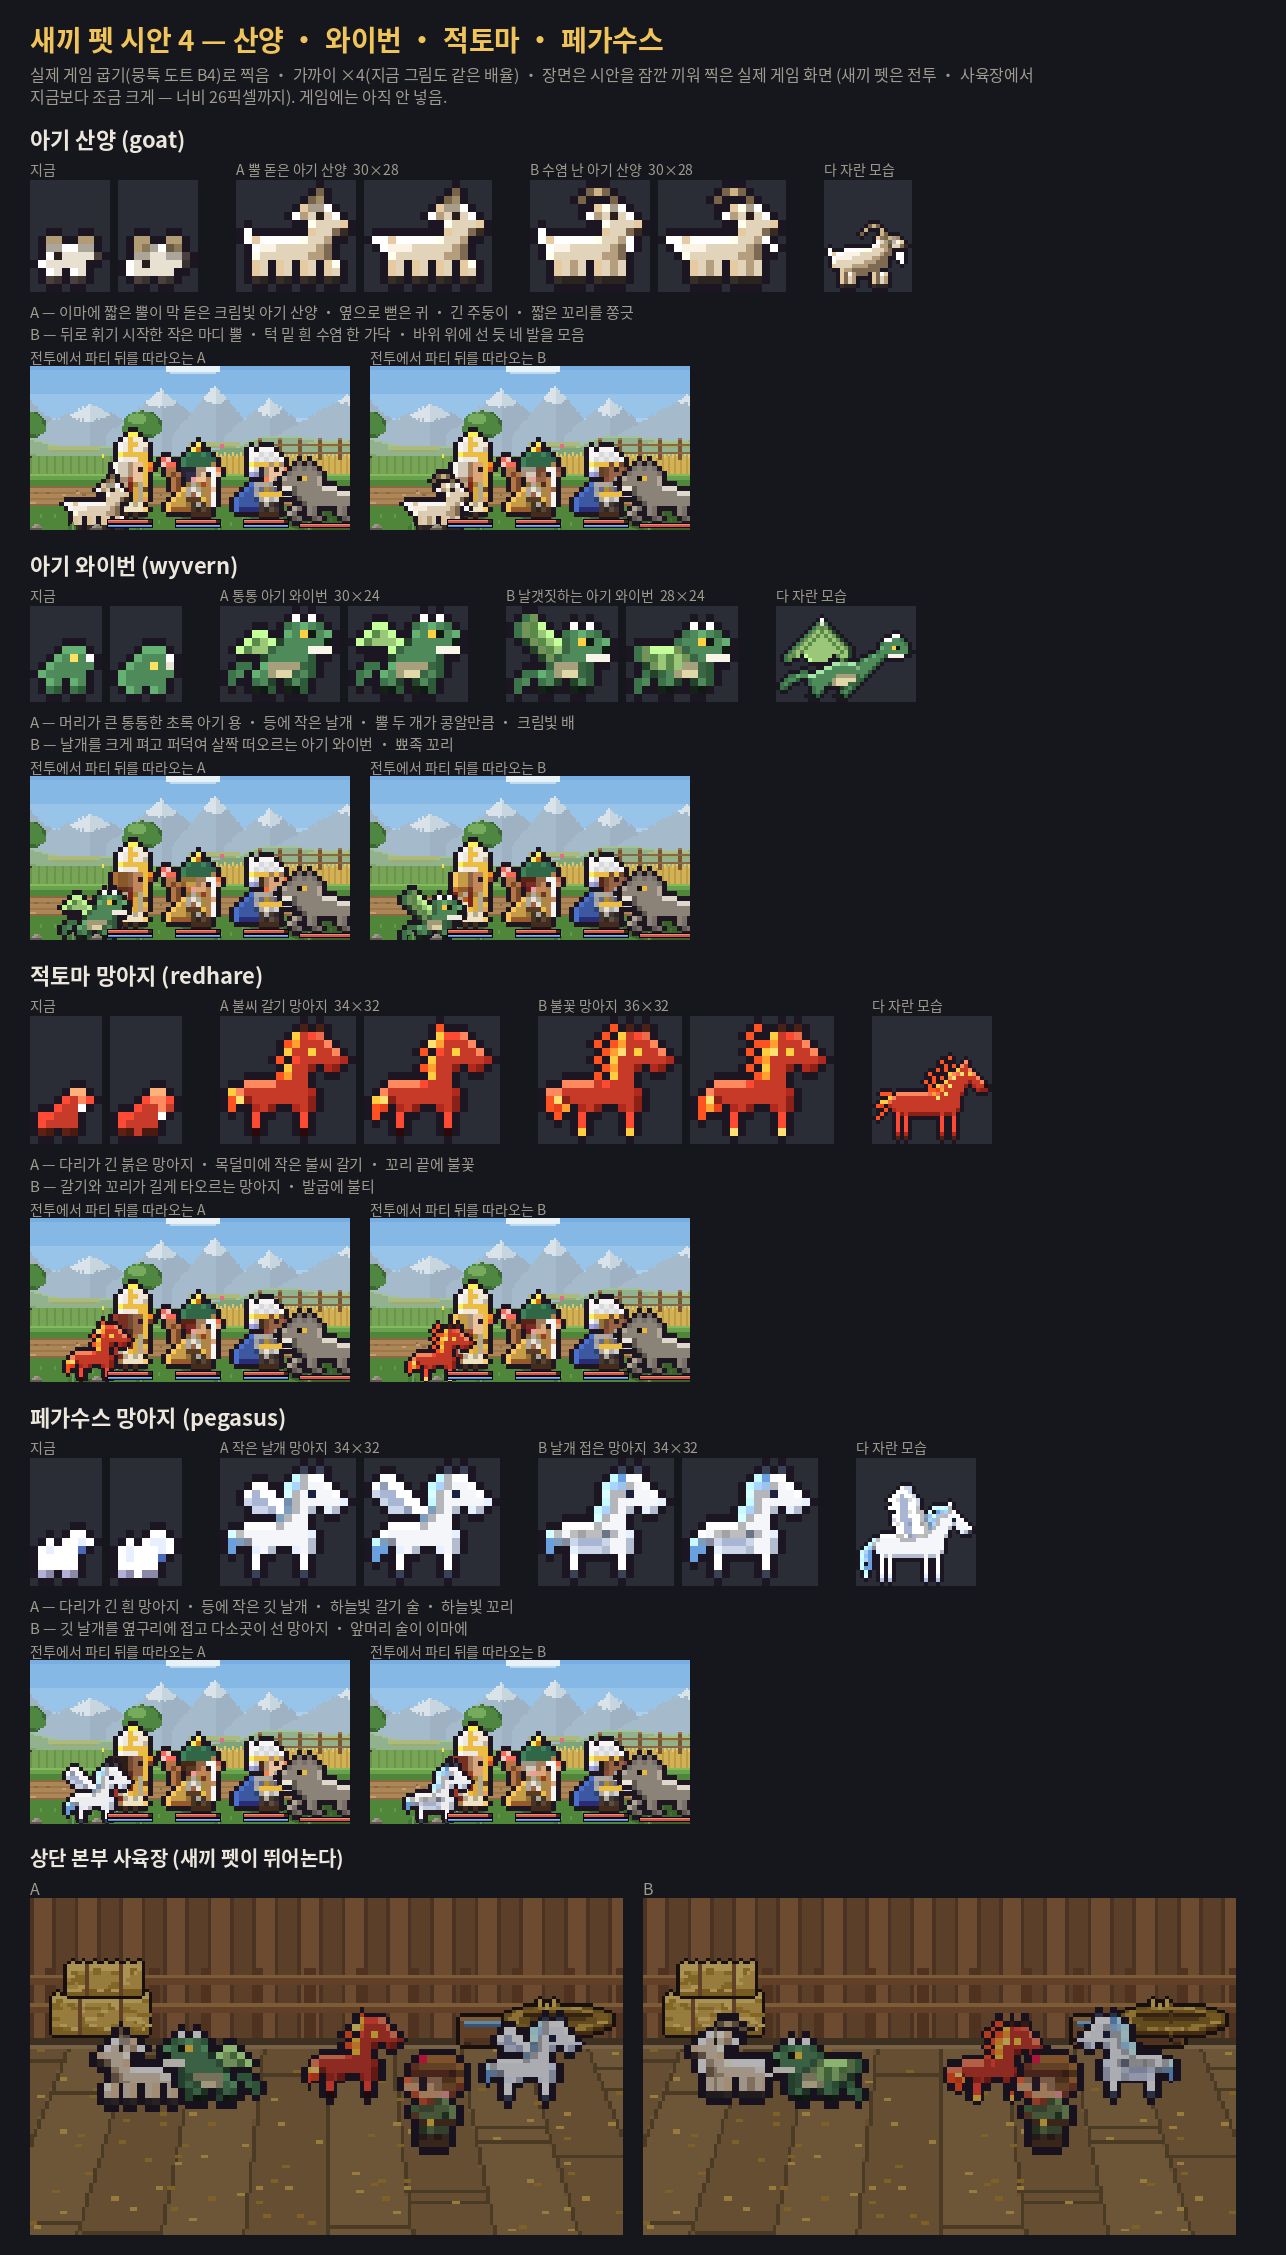 새끼 펫 시안 4 — 산양 · 와이번 · 적토마 · 페가수스
실제 게임 굽기(뭉툭 도트 B4)로 찍음 · 가까이 ×4(지금 그림도 같은 배율) · 장면은 시안을 잠깐 끼워 찍은 실제 게임 화면 (새끼 펫은 전투 · 사육장에서
지금보다 조금 크게 — 너비 26픽셀까지). 게임에는 아직 안 넣음.
아기 산양 (goat)
지금
A 뿔 돋은 아기 산양 30×28
B 수염 난 아기 산양 30×28
다 자란 모습
A — 이마에 짧은 뿔이 막 돋은 크림빛 아기 산양 · 옆으로 뻗은 귀 · 긴 주둥이 · 짧은 꼬리를 쫑긋
B — 뒤로 휘기 시작한 작은 마디 뿔 · 턱 밑 흰 수염 한 가닥 · 바위 위에 선 듯 네 발을 모음
전투에서 파티 뒤를 따라오는 A
전투에서 파티 뒤를 따라오는 B
아기 와이번 (wyvern)
지금
A 통통 아기 와이번 30×24
B 날갯짓하는 아기 와이번 28×24
다 자란 모습
A — 머리가 큰 통통한 초록 아기 용 · 등에 작은 날개 · 뿔 두 개가 콩알만큼 · 크림빛 배
B — 날개를 크게 펴고 퍼덕여 살짝 떠오르는 아기 와이번 · 뾰족 꼬리
전투에서 파티 뒤를 따라오는 A
전투에서 파티 뒤를 따라오는 B
적토마 망아지 (redhare)
지금
A 불씨 갈기 망아지 34×32
B 불꽃 망아지 36×32
다 자란 모습
A — 다리가 긴 붉은 망아지 · 목덜미에 작은 불씨 갈기 · 꼬리 끝에 불꽃
B — 갈기와 꼬리가 길게 타오르는 망아지 · 발굽에 불티
전투에서 파티 뒤를 따라오는 A
전투에서 파티 뒤를 따라오는 B
페가수스 망아지 (pegasus)
지금
A 작은 날개 망아지 34×32
B 날개 접은 망아지 34×32
다 자란 모습
A — 다리가 긴 흰 망아지 · 등에 작은 깃 날개 · 하늘빛 갈기 술 · 하늘빛 꼬리
B — 깃 날개를 옆구리에 접고 다소곳이 선 망아지 · 앞머리 술이 이마에
전투에서 파티 뒤를 따라오는 A
전투에서 파티 뒤를 따라오는 B
상단 본부 사육장 (새끼 펫이 뛰어논다)
A
B